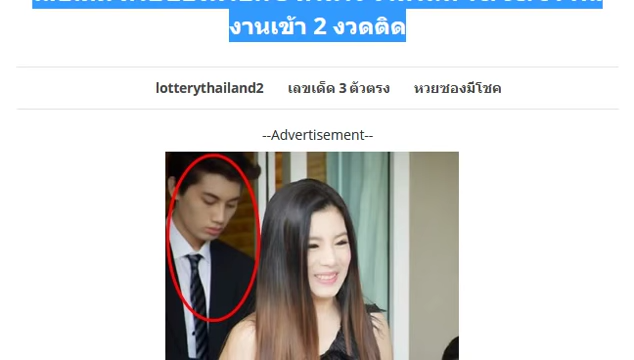 งานเข้า 2 งวดติด
lotterythailand2 เลขเด็ด 3 ตัวตรง หวยซองมีโชค
--Advertisement--